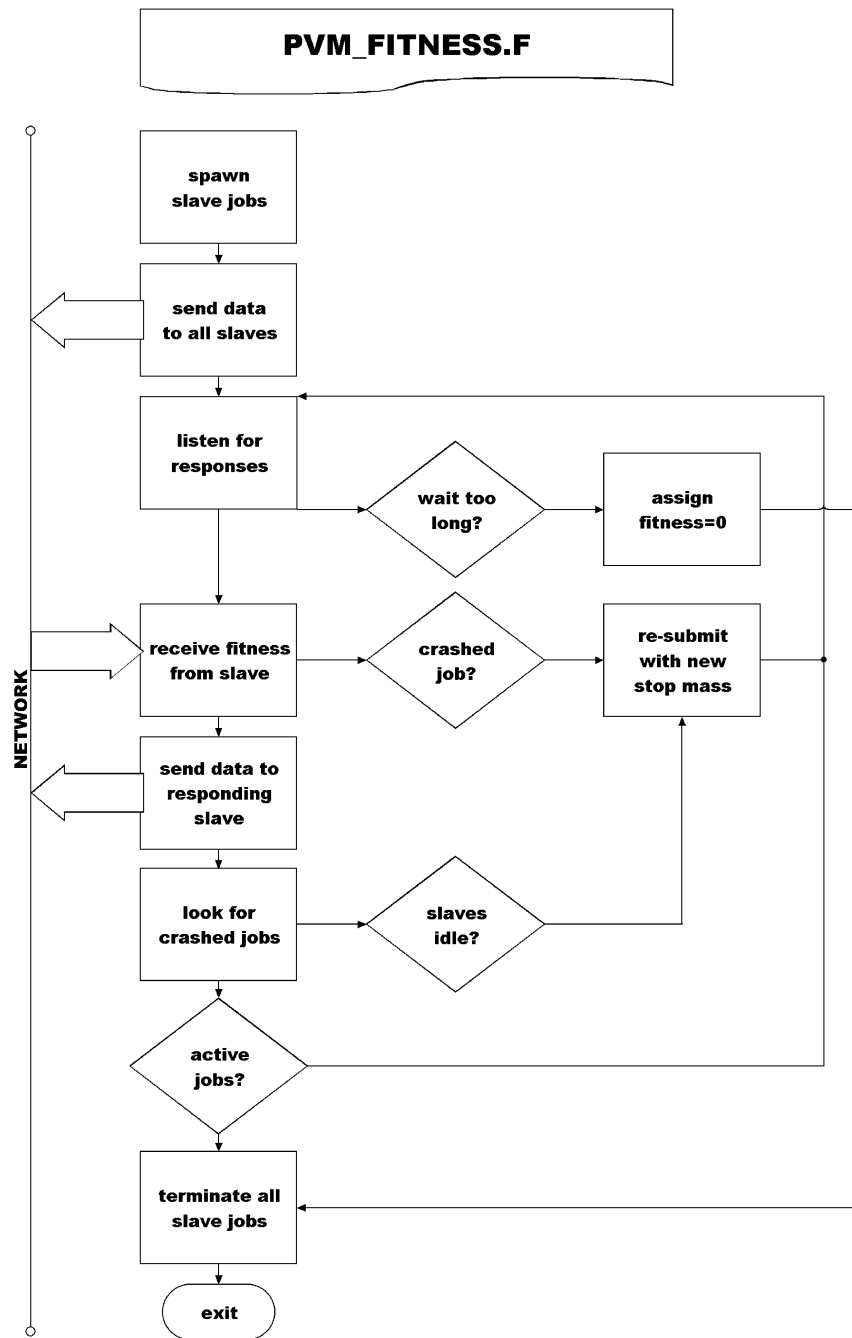 PVM_FITNESS.F
spawn
slave jobs
send data
to all slaves
listen for
responses
wait too
long?
assign
fitness=0
receive fitness
from slave
crashed
job?
re-submit
with new
stop mass
NETWORK
send data to
responding
slave
look for
crashed jobs
slaves
idle?
active
jobs?
terminate all
slave jobs
exit